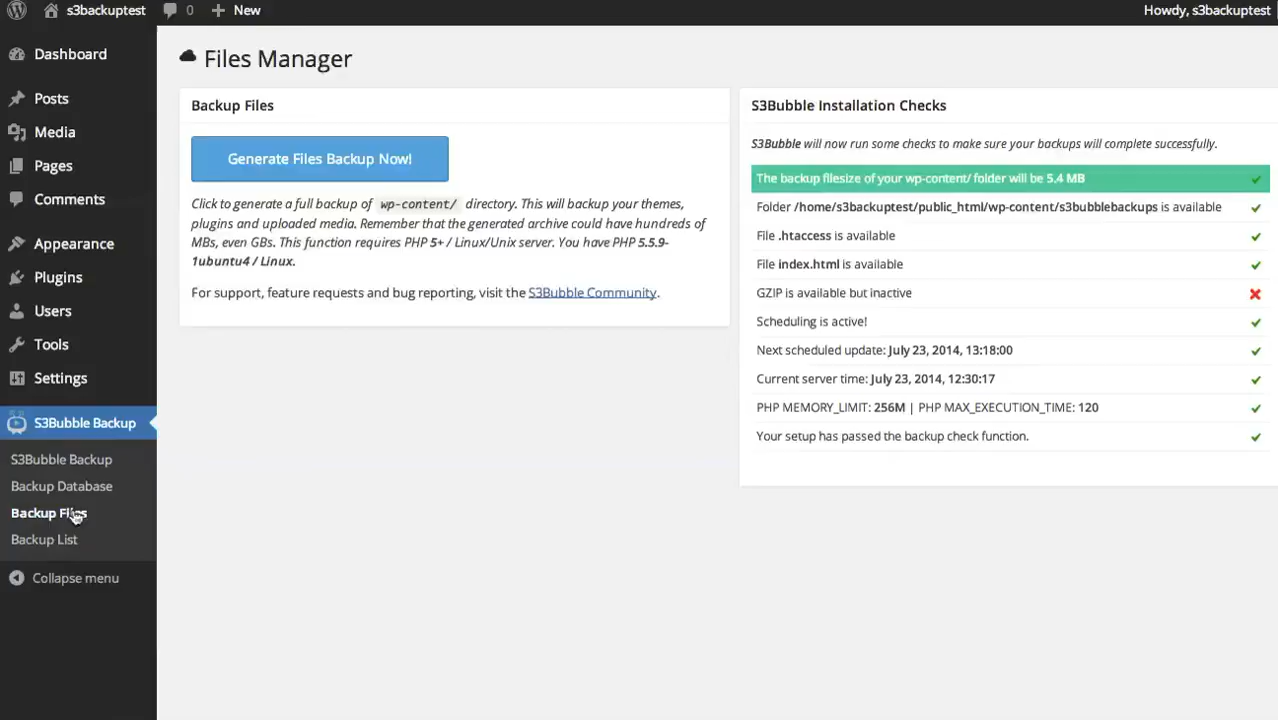 s3backuptest 0 New Howdy, s3backuptest
Dashboard
Posts
Media
Pages
Comments
Appearance
Plugins
Users
Tools
Settings
S3Bubble Backup
S3Bubble Backup
Backup Database
Backup Files
Backup List
Collapse menu
Files Manager
Backup Files
Generate Files Backup Now!
Click to generate a full backup of wp-content/ directory. This will backup your themes,
plugins and uploaded media. Remember that the generated archive could have hundreds of
MBs, even GBs. This function requires PHP 5+ / Linux/Unix server. You have PHP 5.5.9-
1ubuntu4 / Linux.
For support, feature requests and bug reporting, visit the S3Bubble Community.
S3Bubble Installation Checks
S3Bubble will now run some checks to make sure your backups will complete successfully.
The backup filesize of your wp-content/ folder will be 5.4 MB
Folder /home/s3backuptest/public_html/wp-content/s3bubblebackups is available
File .htaccess is available
File index.html is available
GZIP is available but inactive
Scheduling is active!
Next scheduled update: July 23, 2014, 13:18:00
Current server time: July 23, 2014, 12:30:17
PHP MEMORY_LIMIT: 256M | PHP MAX_EXECUTION_TIME: 120
Your setup has passed the backup check function.